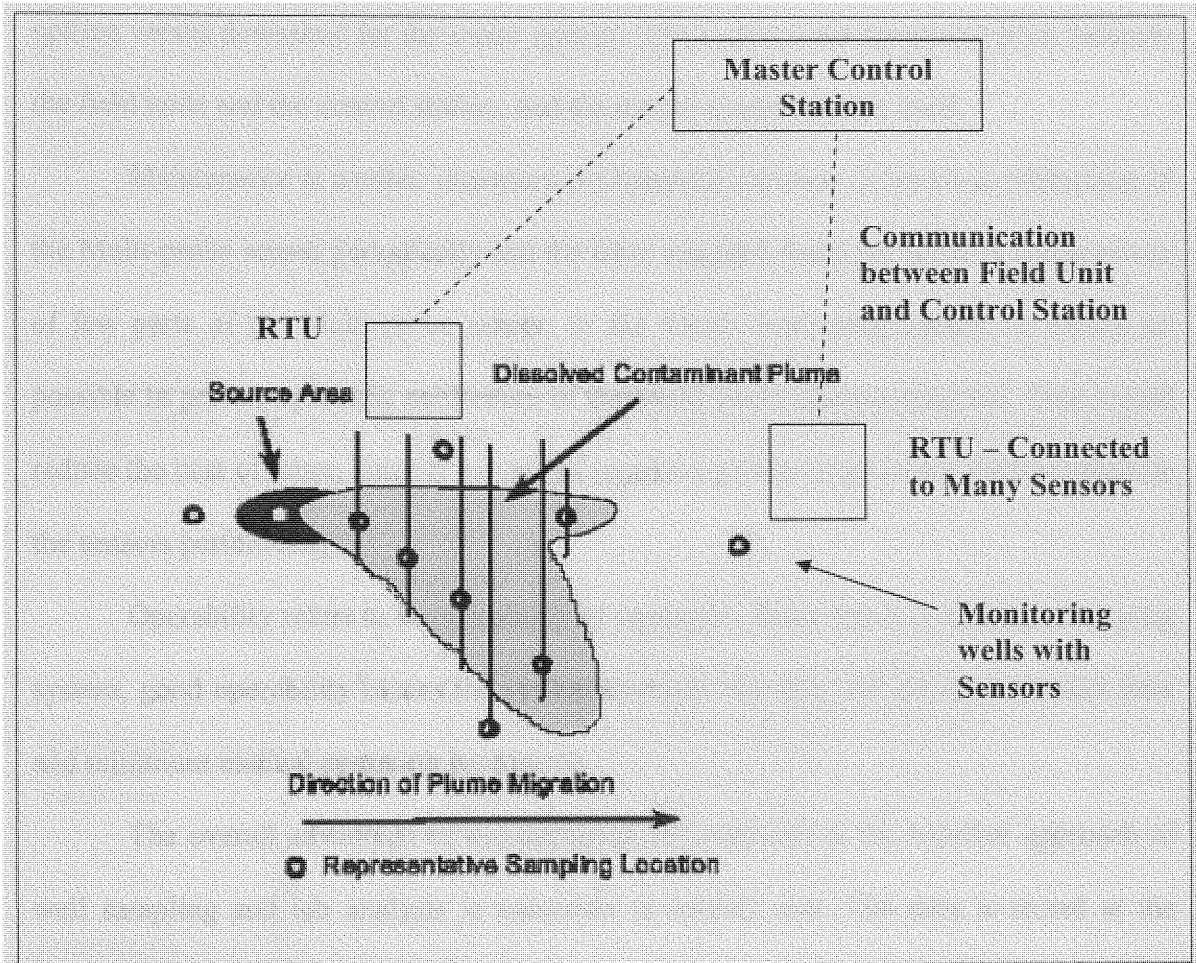 Master Control
Station
Communication
between Field Unit
and Control Station
RTU
Source Area
Dissolved Contaminant Plume
RTU – Connected
to Many Sensors
Monitoring
wells with
Sensors
Direction of Plume Migration
Representative Sampling Location